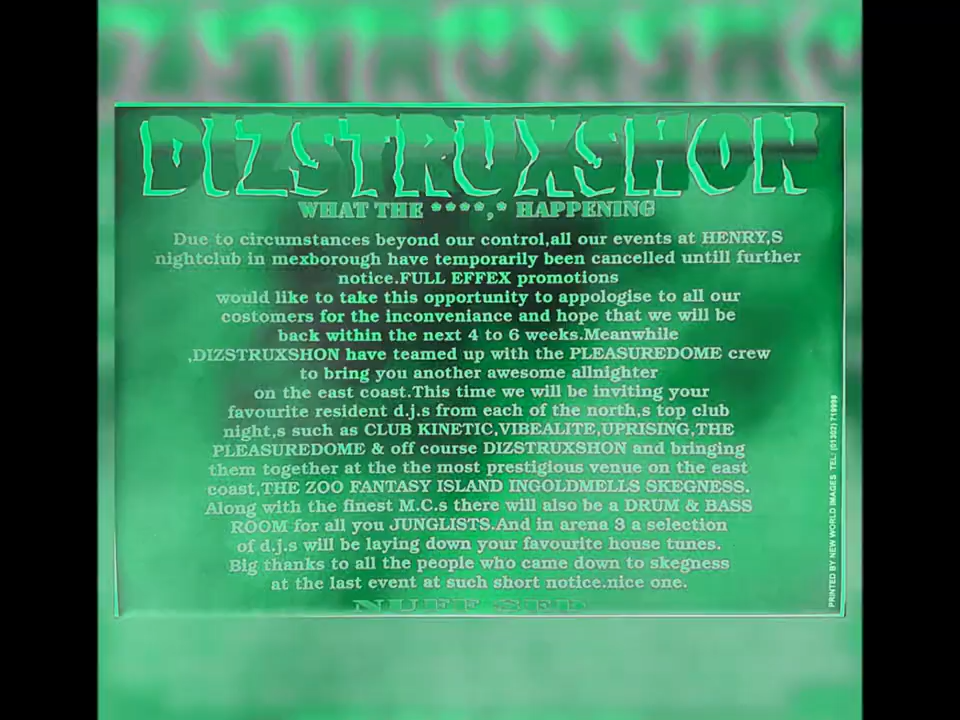 DIZSTRUXSHON
WHAT THE ****,* HAPPENING
Due to circumstances beyond our control,all our events at HENRY,S
nightclub in mexborough have temporarily been cancelled untill further
notice.FULL EFFEX promotions
would like to take this opportunity to appologise to all our
costomers for the inconveniance and hope that we will be
back within the next 4 to 6 weeks.Meanwhile
,DIZSTRUXSHON have teamed up with the PLEASUREDOME crew
to bring you another awesome allnighter
on the east coast.This time we will be inviting your
favourite resident d.j.s from each of the north,s top club
night,s such as CLUB KINETIC,VIBEALITE,UPRISING,THE
PLEASUREDOME & off course DIZSTRUXSHON and bringing
them together at the the most prestigious venue on the east
coast,THE ZOO FANTASY ISLAND INGOLDMELLS SKEGNESS.
Along with the finest M.C.s there will also be a DRUM & BASS
ROOM for all you JUNGLISTS.And in arena 3 a selection
of d.j.s will be laying down your favourite house tunes.
Big thanks to all the people who came down to skegness
at the last event at such short notice.nice one.
NUFF SED
PRINTED BY NEW WORLD IMAGES TEL: (01302) 719998